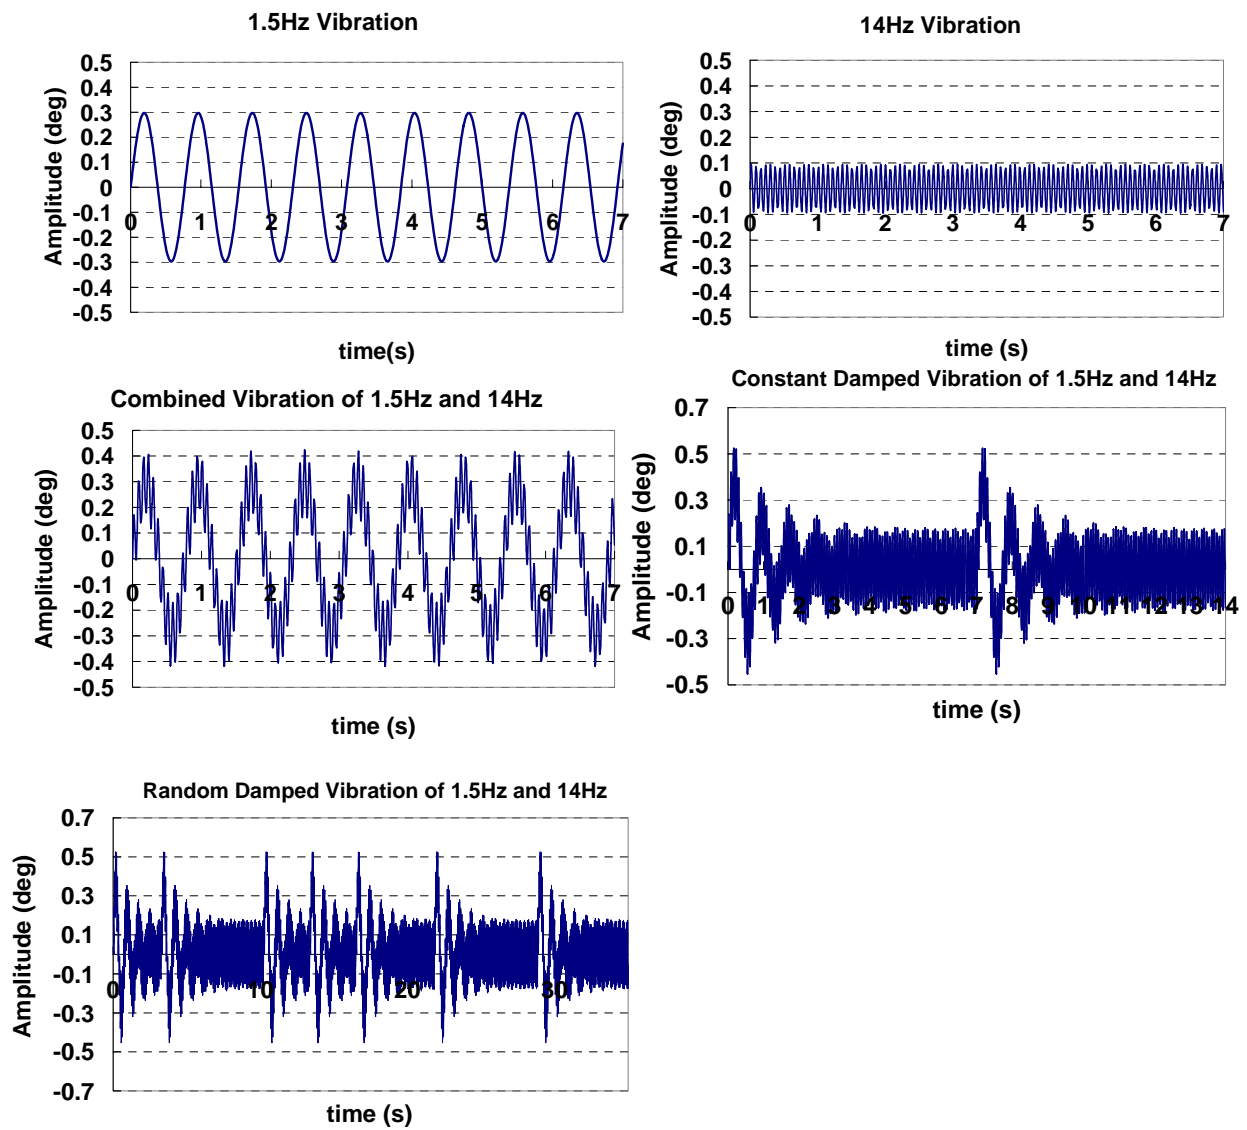 1.5Hz Vibration
0.5
0.4
0.3
0.2
0.1
0
-0.1
-0.2
-0.3
-0.4
-0.5
0 1 2 3 4 5 6 7
Amplitude (deg)
time(s)
14Hz Vibration
0.5
0.4
0.3
0.2
0.1
0
-0.1
-0.2
-0.3
-0.4
-0.5
0 1 2 3 4 5 6 7
Amplitude (deg)
time (s)
Combined Vibration of 1.5Hz and 14Hz
0.5
0.4
0.3
0.2
0.1
0
-0.1
-0.2
-0.3
-0.4
-0.5
0 1 2 3 4 5 6 7
Amplitude (deg)
time (s)
Constant Damped Vibration of 1.5Hz and 14Hz
0.7
0.5
0.3
0.1
-0.1
-0.3
-0.5
0 1 2 3 4 5 6 7 8 9 10 11 12 13 14
Amplitude (deg)
time (s)
Random Damped Vibration of 1.5Hz and 14Hz
0.7
0.5
0.3
0.1
-0.1
-0.3
-0.5
-0.7
0 10 20 30
Amplitude (deg)
time (s)